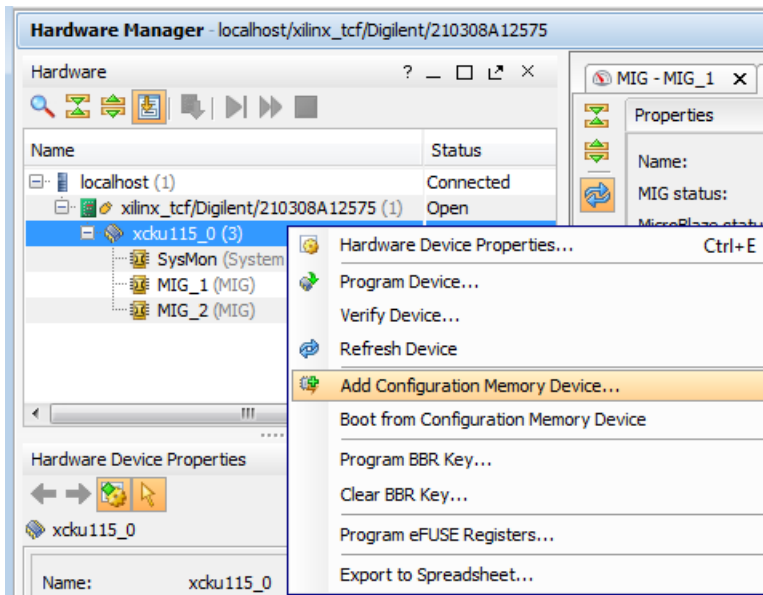 Hardware Manager - localhost/xilinx_tcf/Digilent/210308A12575
Hardware
?
MIG - MIG_1
Properties
Name Status
Name:
localhost (1) Connected
MIG status:
xilinx_tcf/Digilent/210308A12575 (1) Open
xcku115_0 (3)
SysMon (System
MIG_1 (MIG)
MIG_2 (MIG)
Hardware Device Properties... Ctrl+E
Program Device...
Verify Device...
Refresh Device
Add Configuration Memory Device...
Boot from Configuration Memory Device
Program BBR Key...
Clear BBR Key...
Program eFUSE Registers...
Export to Spreadsheet...
Hardware Device Properties
xcku115_0
Name: xcku115_0